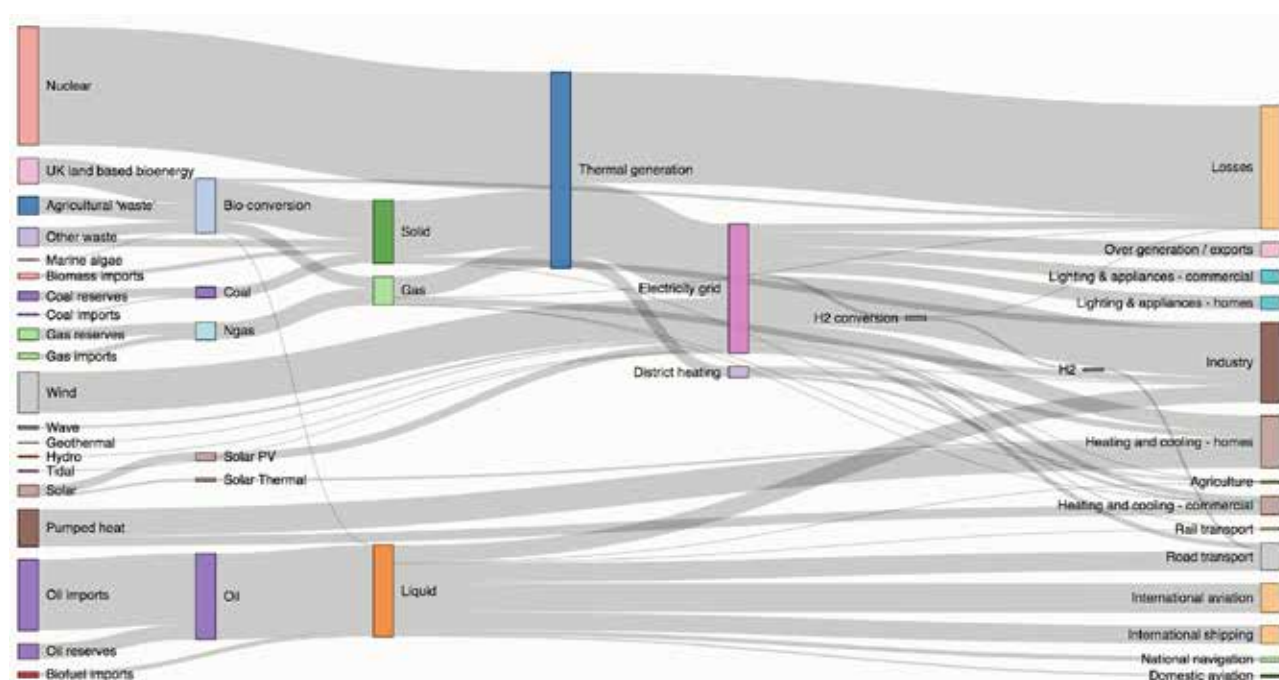 Nuclear
UK land based bioenergy
Agricultural 'waste'
Other waste
Marine algae
Biomass imports
Coal reserves
Coal imports
Gas reserves
Gas imports
Wind
Wave
Geothermal
Hydro
Tidal
Solar
Pumped heat
Oil imports
Oil reserves
Biofuel imports
Bio-conversion
Coal
Ngas
Solar PV
Solar Thermal
Oil
Solid
Gas
Liquid
Thermal generation
Electricity grid
District heating
H2 conversion
H2
Losses
Over generation / exports
Lighting & appliances - commercial
Lighting & appliances - homes
Industry
Heating and cooling - homes
Agriculture
Heating and cooling - commercial
Rail transport
Road transport
International aviation
International shipping
National navigation
Domestic aviation